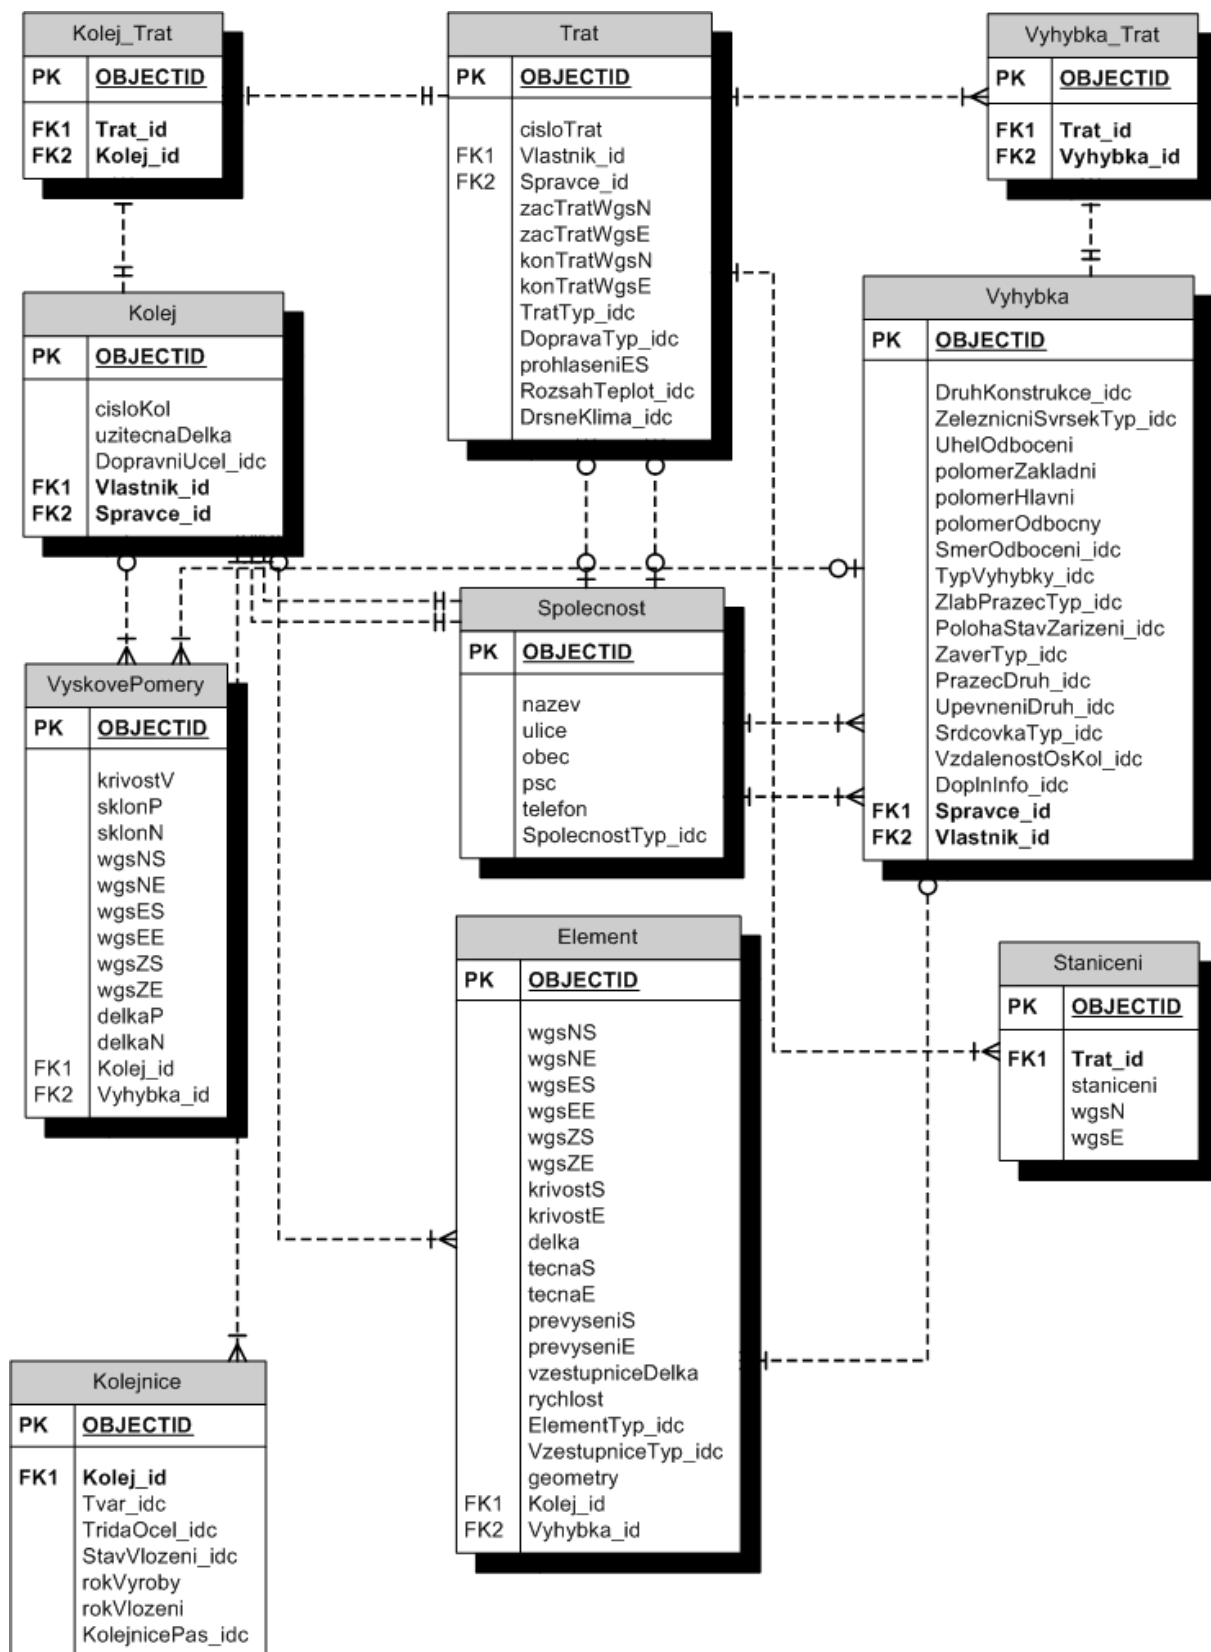 Kolej_Trat
PK OBJECTID
FK1 Trat_id
FK2 Kolej_id
Trat
PK OBJECTID
cisloTrat
FK1 Vlastnik_id
FK2 Spravce_id
zacTratWgsN
zacTratWgsE
konTratWgsN
konTratWgsE
TratTyp_idc
DopravaTyp_idc
prohlaseniES
RozsahTeplot_idc
DrsneKlima_idc
Vyhybka_Trat
PK OBJECTID
FK1 Trat_id
FK2 Vyhybka_id
Kolej
PK OBJECTID
cisloKol
uzitecnaDelka
DopravniUcel_idc
FK1 Vlastnik_id
FK2 Spravce_id
Vyhybka
PK OBJECTID
DruhKonstrukce_idc
ZeleznicniSvrsekTyp_idc
UhelOdboceni
polomerZakladni
polomerHlavni
polomerOdbocny
SmerOdboceni_idc
TypVyhybky_idc
ZlabPrazecTyp_idc
PolohaStavZarizeni_idc
ZaverTyp_idc
PrazecDruh_idc
UpevneniDruh_idc
SrdcovkaTyp_idc
VzdalenostOsKol_idc
DoplnInfo_idc
FK1 Spravce_id
FK2 Vlastnik_id
Spolecnost
PK OBJECTID
nazev
ulice
obec
psc
telefon
SpolecnostTyp_idc
VyskovePomery
PK OBJECTID
krivostV
sklonP
sklonN
wgsNS
wgsNE
wgsES
wgsEE
wgsZS
wgsZE
delkaP
delkaN
FK1 Kolej_id
FK2 Vyhybka_id
Element
PK OBJECTID
wgsNS
wgsNE
wgsES
wgsEE
wgsZS
wgsZE
krivostS
krivostE
delka
tecnaS
tecnaE
prevyseniS
prevyseniE
vzestupniceDelka
rychlost
ElementTyp_idc
VzestupniceTyp_idc
geometry
FK1 Kolej_id
FK2 Vyhybka_id
Staniceni
PK OBJECTID
FK1 Trat_id
staniceni
wgsN
wgsE
Kolejnice
PK OBJECTID
FK1 Kolej_id
Tvar_idc
TridaOcel_idc
StavVlozeni_idc
rokVyroby
rokVlozeni
KolejnicePas_idc